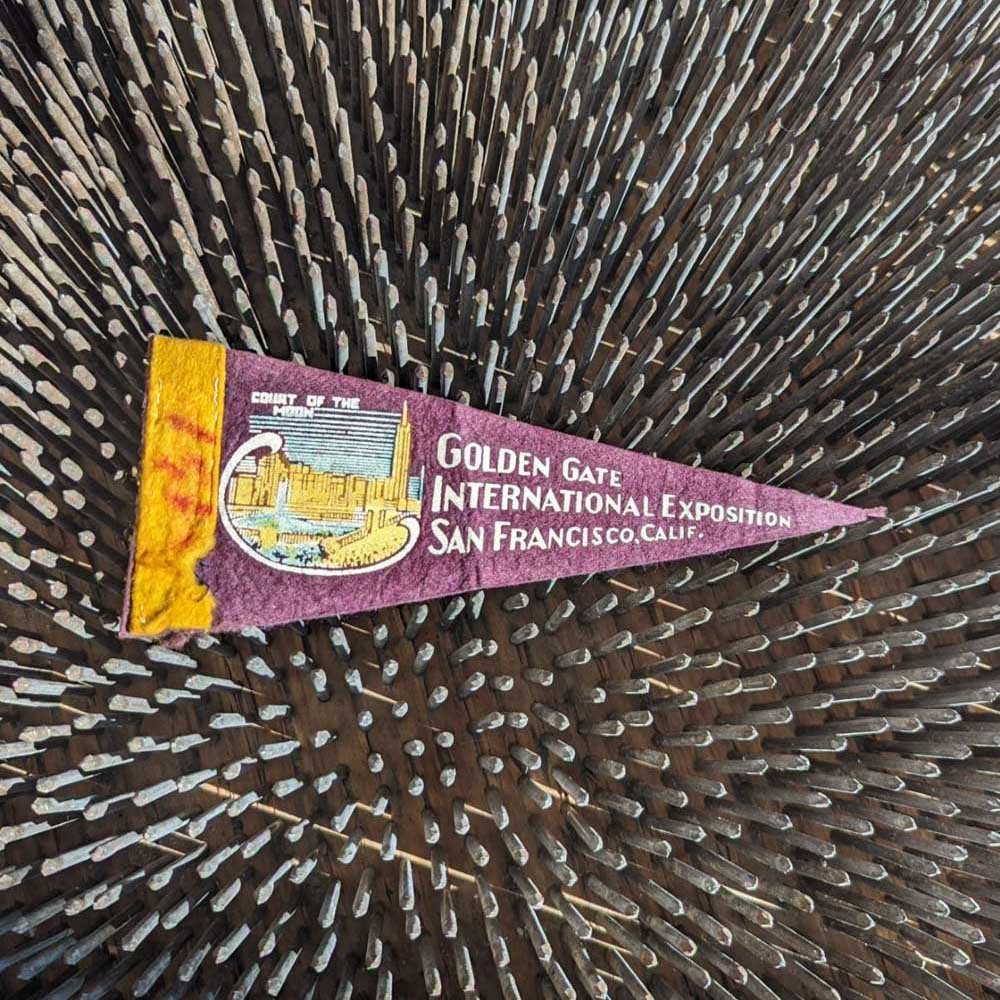 COURT OF THE
MOON
GOLDEN GATE
INTERNATIONAL EXPOSITION
SAN FRANCISCO, CALIF.